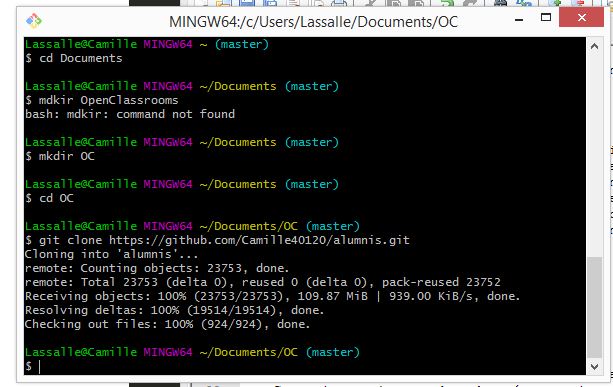 MINGW64:/c/Users/Lassalle/Documents/OC
Lassalle@Camille MINGW64 ~ (master)
$ cd Documents
Lassalle@Camille MINGW64 ~/Documents (master)
$ mdkir OpenClassrooms
bash: mdkir: command not found
Lassalle@Camille MINGW64 ~/Documents (master)
$ mkdir OC
Lassalle@Camille MINGW64 ~/Documents (master)
$ cd OC
Lassalle@Camille MINGW64 ~/Documents/OC (master)
$ git clone https://github.com/Camille40120/alumnis.git
Cloning into 'alumnis'...
remote: Counting objects: 23753, done.
remote: Total 23753 (delta 0), reused 0 (delta 0), pack-reused 23752
Receiving objects: 100% (23753/23753), 109.87 MiB | 939.00 KiB/s, done.
Resolving deltas: 100% (19514/19514), done.
Checking out files: 100% (924/924), done.
Lassalle@Camille MINGW64 ~/Documents/OC (master)
$